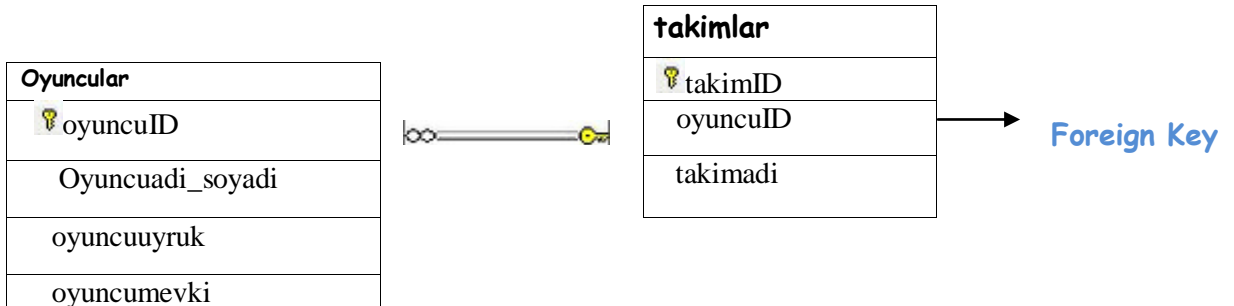 Oyuncular
oyuncuID
Oyuncuadi_soyadi
oyuncuuyruk
oyuncumevki
takimlar
takimID
oyuncuID
takimadi
Foreign Key